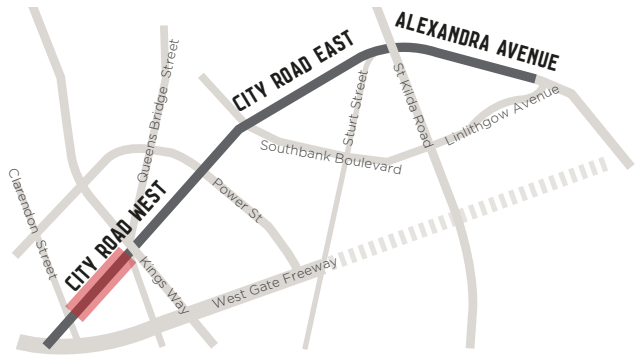 ALEXANDRA AVENUE
CITY ROAD EAST
Queens Bridge Street
Sturt Street
St Kilda Road
Linlithgow Avenue
Southbank Boulevard
Clarendon Street
CITY ROAD WEST
Power St
Kings Way
West Gate Freeway